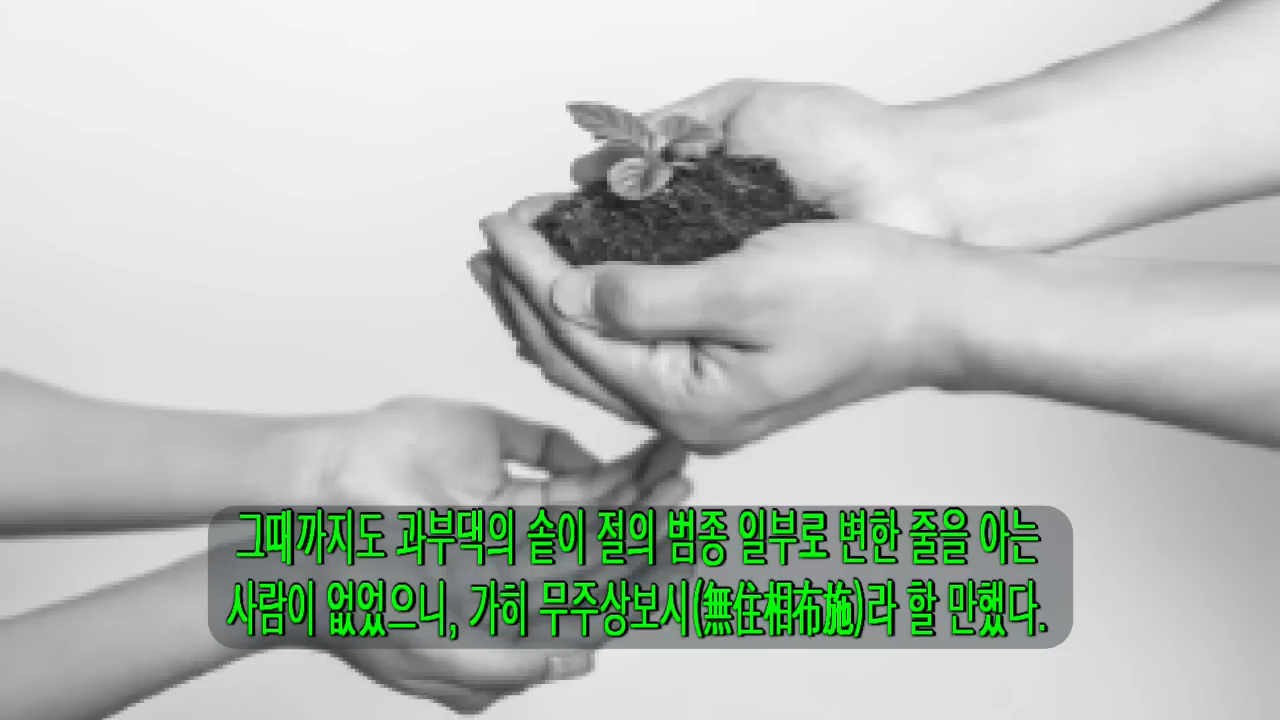 그때까지도 과부댁의 솥이 절의 범종 일부로 변한 줄을 아는
사람이 없었으니, 가히 무주상보시(無住相布施)라 할 만했다.